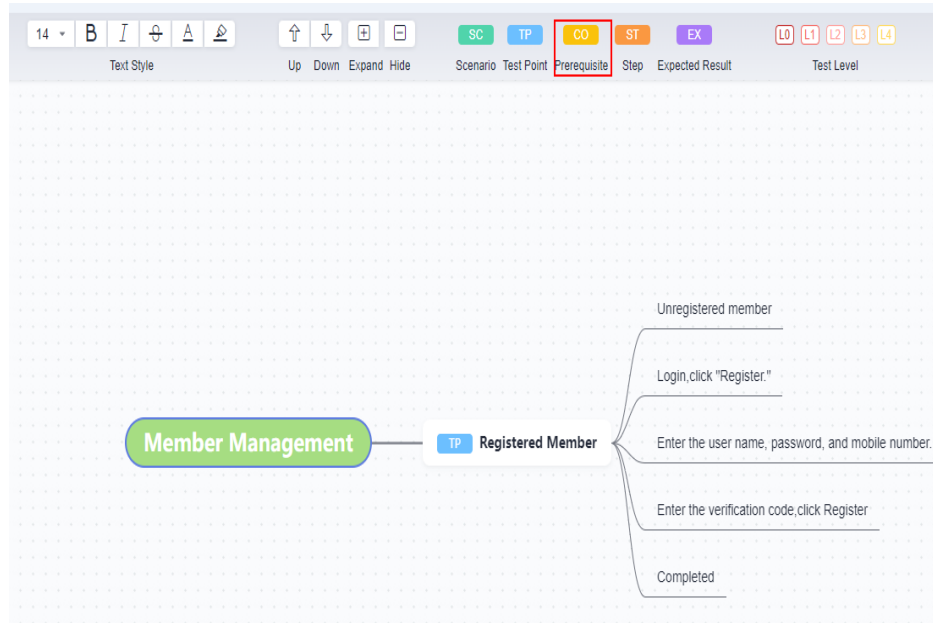 14 B I S A
SC TP CO ST EX L0 L1 L2 L3 L4
Text Style Up Down Expand Hide Scenario Test Point Prerequisite Step Expected Result Test Level
Unregistered member
Login,click "Register."
Member Management
TP Registered Member
Enter the user name, password, and mobile number.
Enter the verification code,click Register
Completed